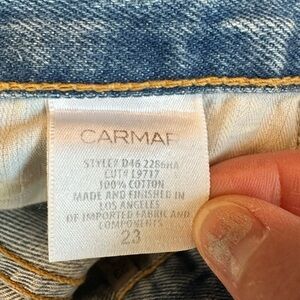 CARMAR
STYLE# D46 2286HA
CUT# L9717
100% COTTON
MADE AND FINISHED IN
LOS ANGELES
OF IMPORTED FABRIC AND
COMPONENTS
23